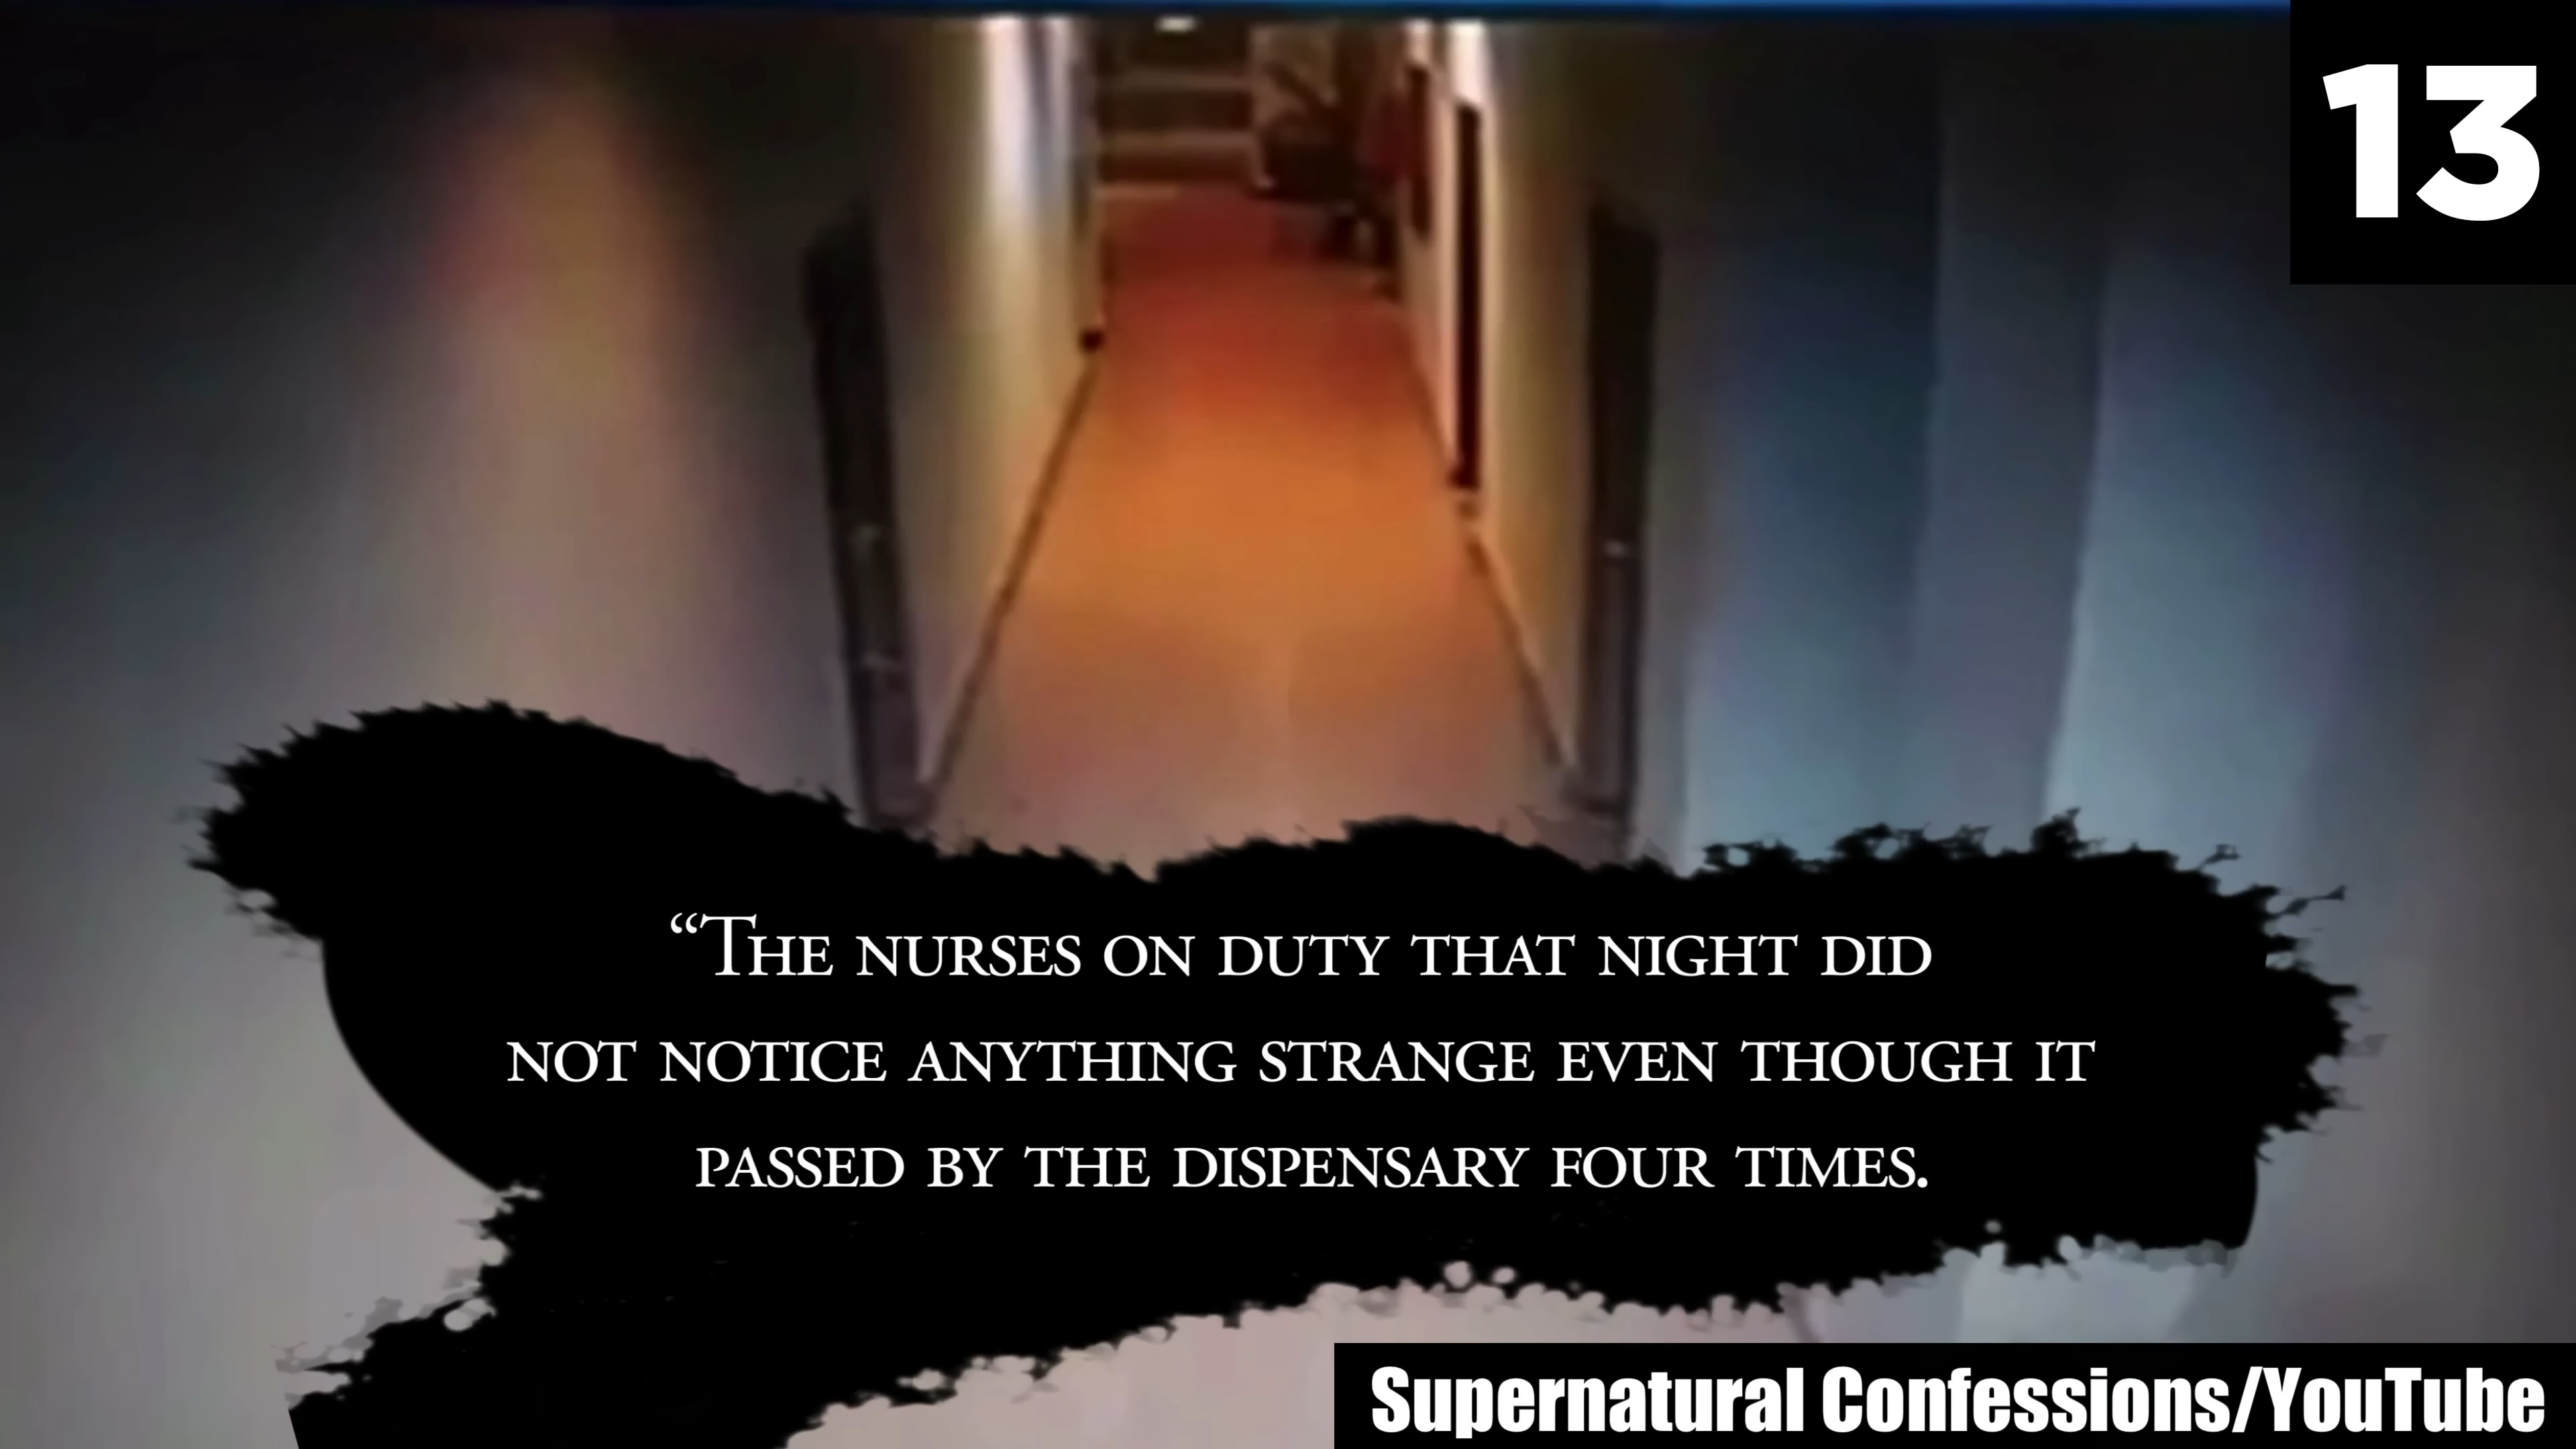 13
“The nurses on duty that night did
not notice anything strange even though it
passed by the dispensary four times.
Supernatural Confessions/YouTube